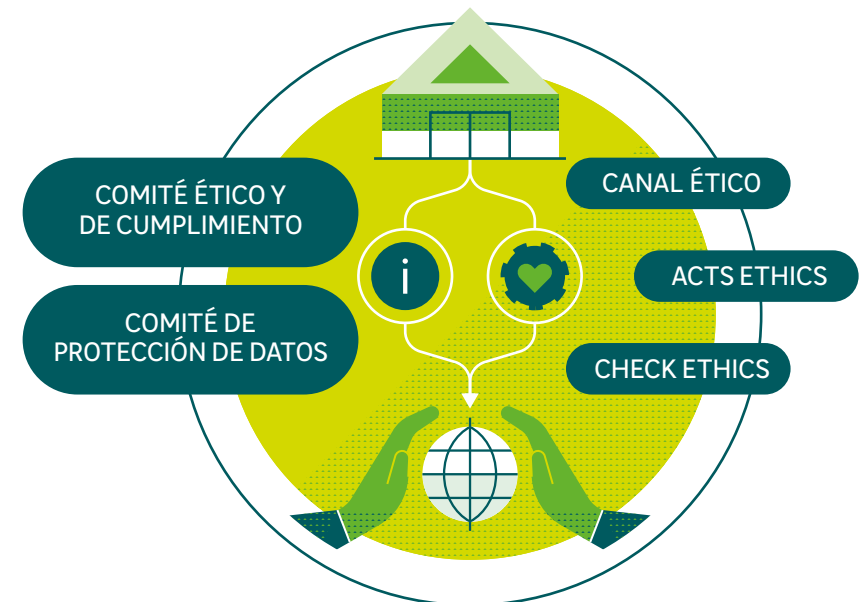 COMITÉ ÉTICO Y
DE CUMPLIMIENTO
COMITÉ DE
PROTECCIÓN DE DATOS
i
CANAL ÉTICO
ACTS ETHICS
CHECK ETHICS